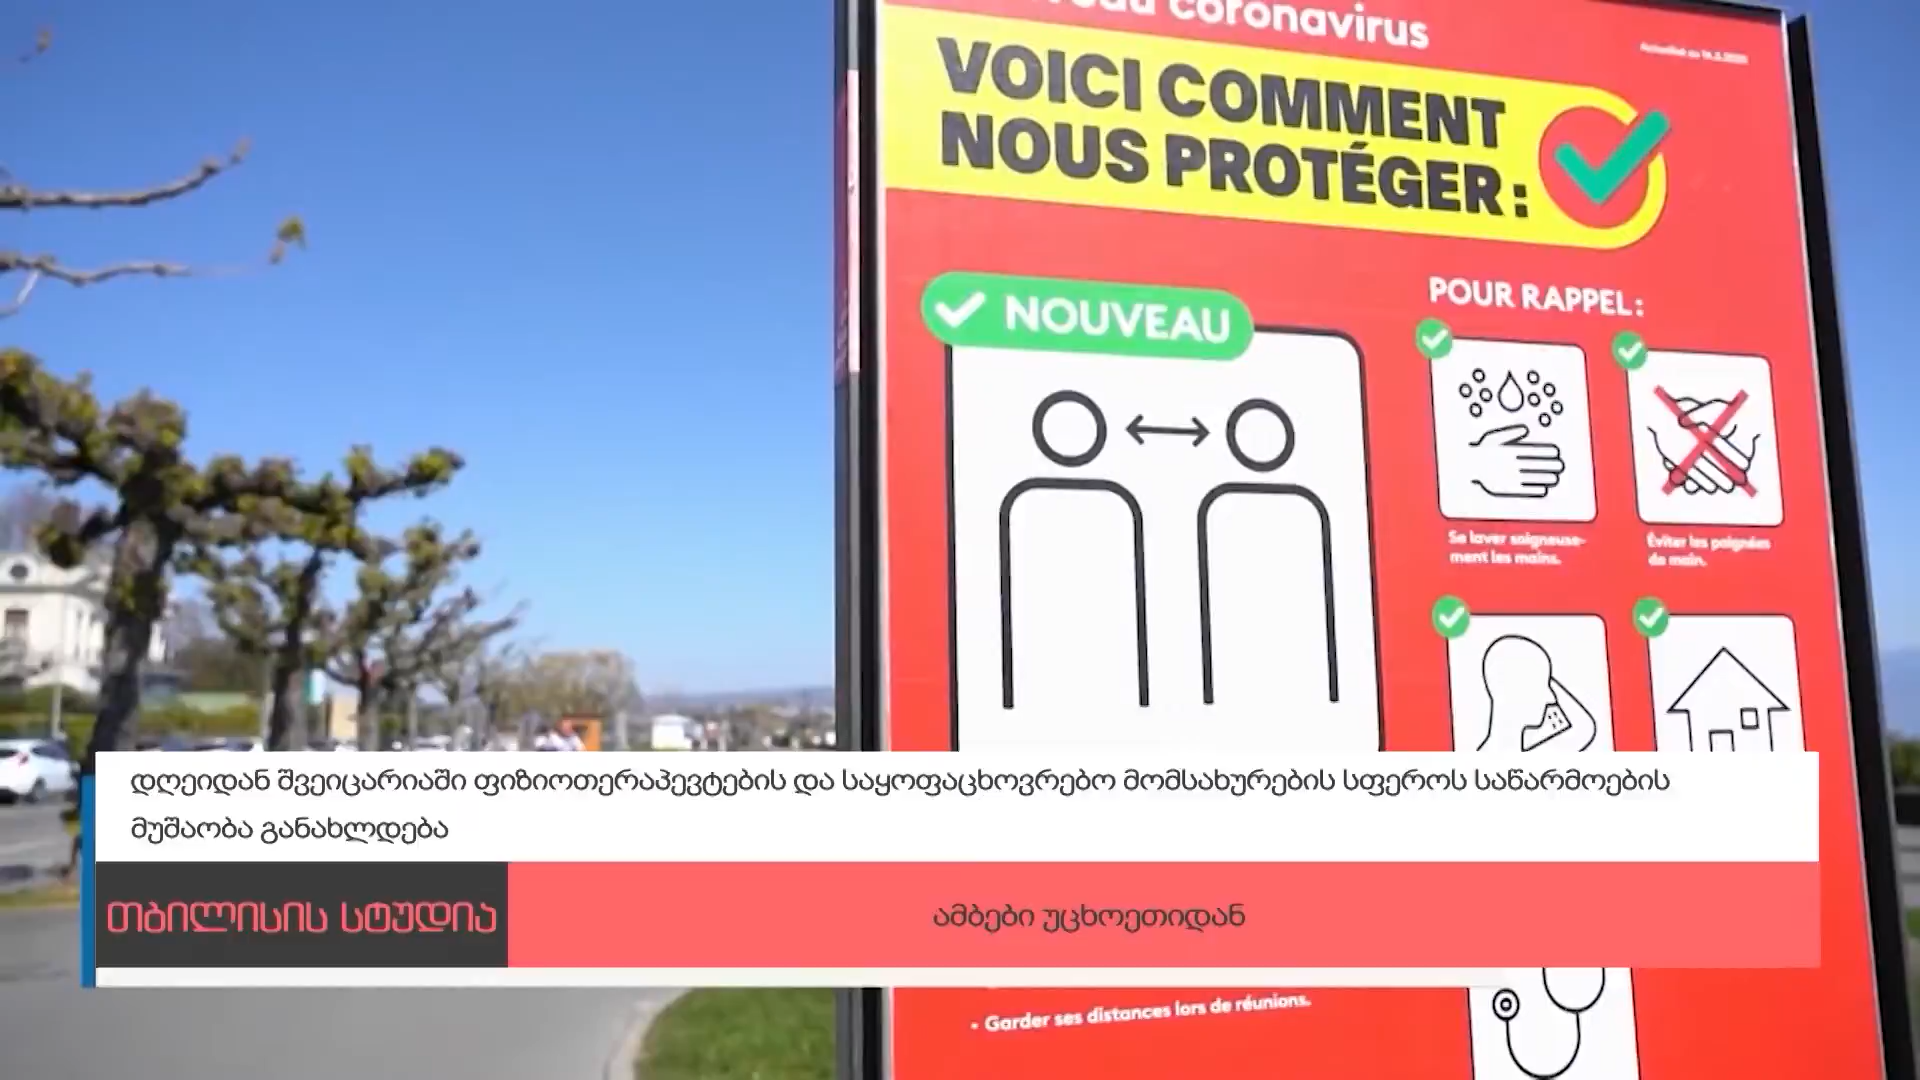 coronavirus
VOICI COMMENT
NOUS PROTÉGER :
NOUVEAU
POUR RAPPEL :
Se laver soigneuse-
ment les mains.
Éviter les poignées
de main.
დღეიდან შვეიცარიაში ფიზიოთერაპევტების და საყოფაცხოვრებო მომსახურების სფეროს საწარმოების
მუშაობა განახლდება
თბილისის სტუდია
ამბები უცხოეთიდან
• Garder ses distances lors de réunions.